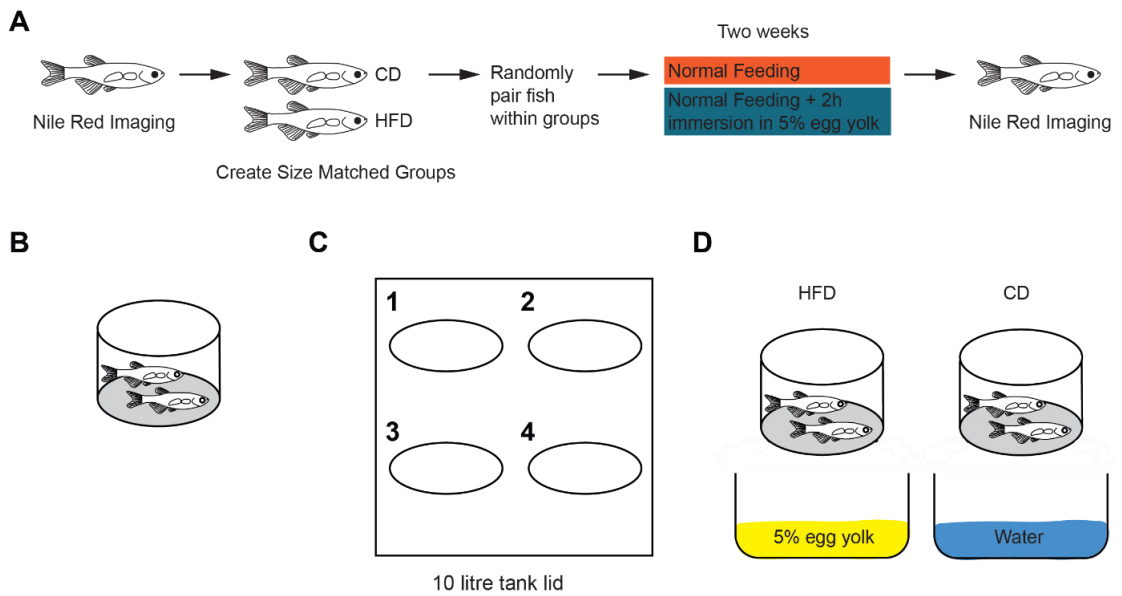 A
Two weeks
CD
HFD
Nile Red Imaging
Create Size Matched Groups
Randomly
pair fish
within groups
Normal Feeding
Normal Feeding + 2h
immersion in 5% egg yolk
Nile Red Imaging
B
C
1
2
3
4
10 litre tank lid
D
HFD
CD
5% egg yolk
Water